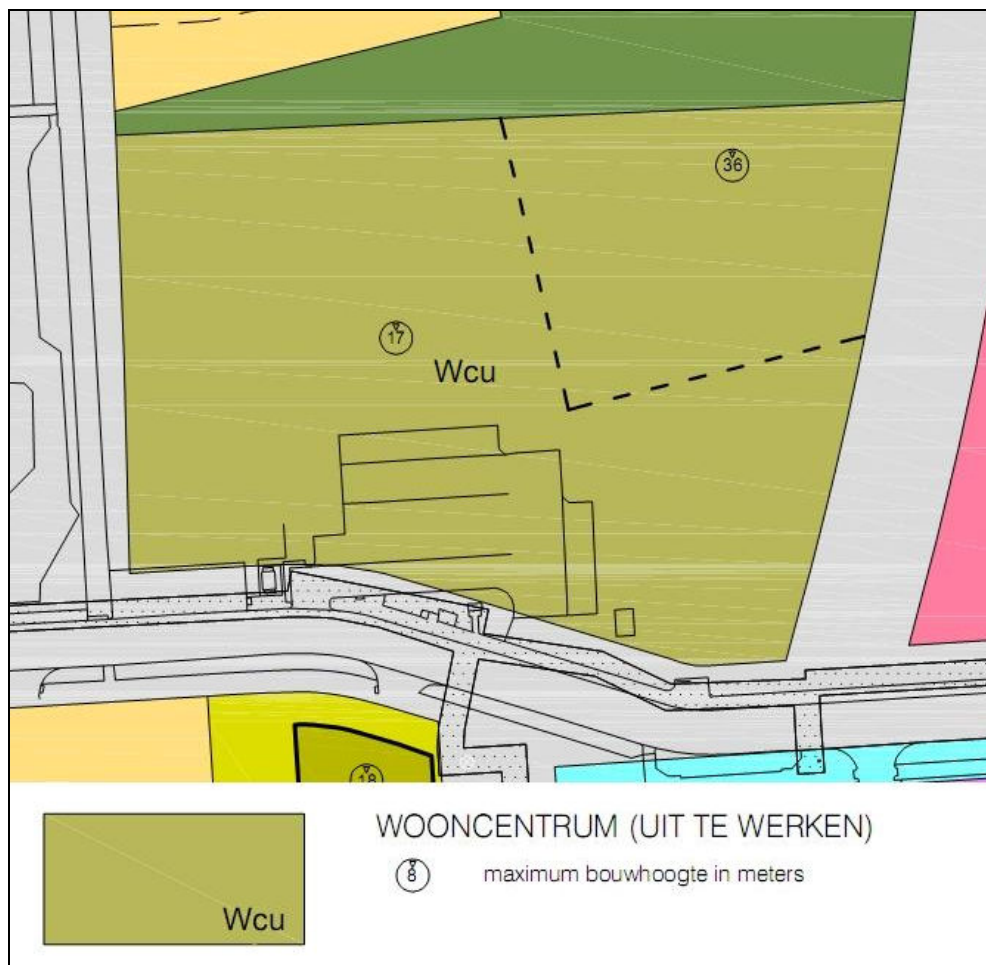 36
17
Wcu
18
WOONCENTRUM (UIT TE WERKEN)
8 maximum bouwhoogte in meters
Wcu